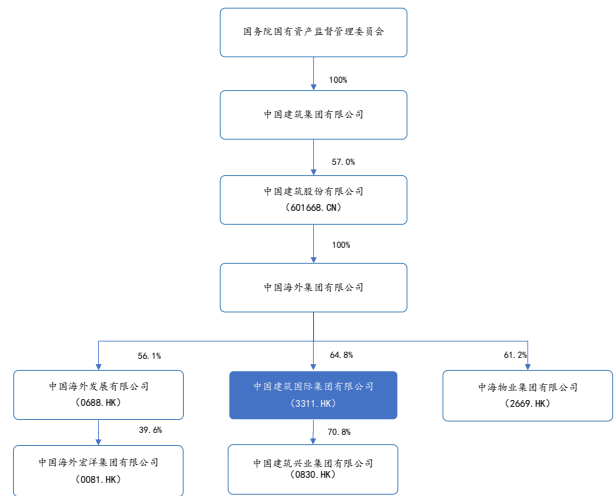 国务院国有资产监督管理委员会
100%
中国建筑集团有限公司
57.0%
中国建筑股份有限公司
（601668.CN）
100%
中国海外集团有限公司
56.1%
64.8%
61.2%
中国海外发展有限公司
（0688.HK）
中国建筑国际集团有限公司
（3311.HK）
中海物业集团有限公司
（2669.HK）
39.6%
70.8%
中国海外宏洋集团有限公司
（0081.HK）
中国建筑兴业集团有限公司
（0830.HK）